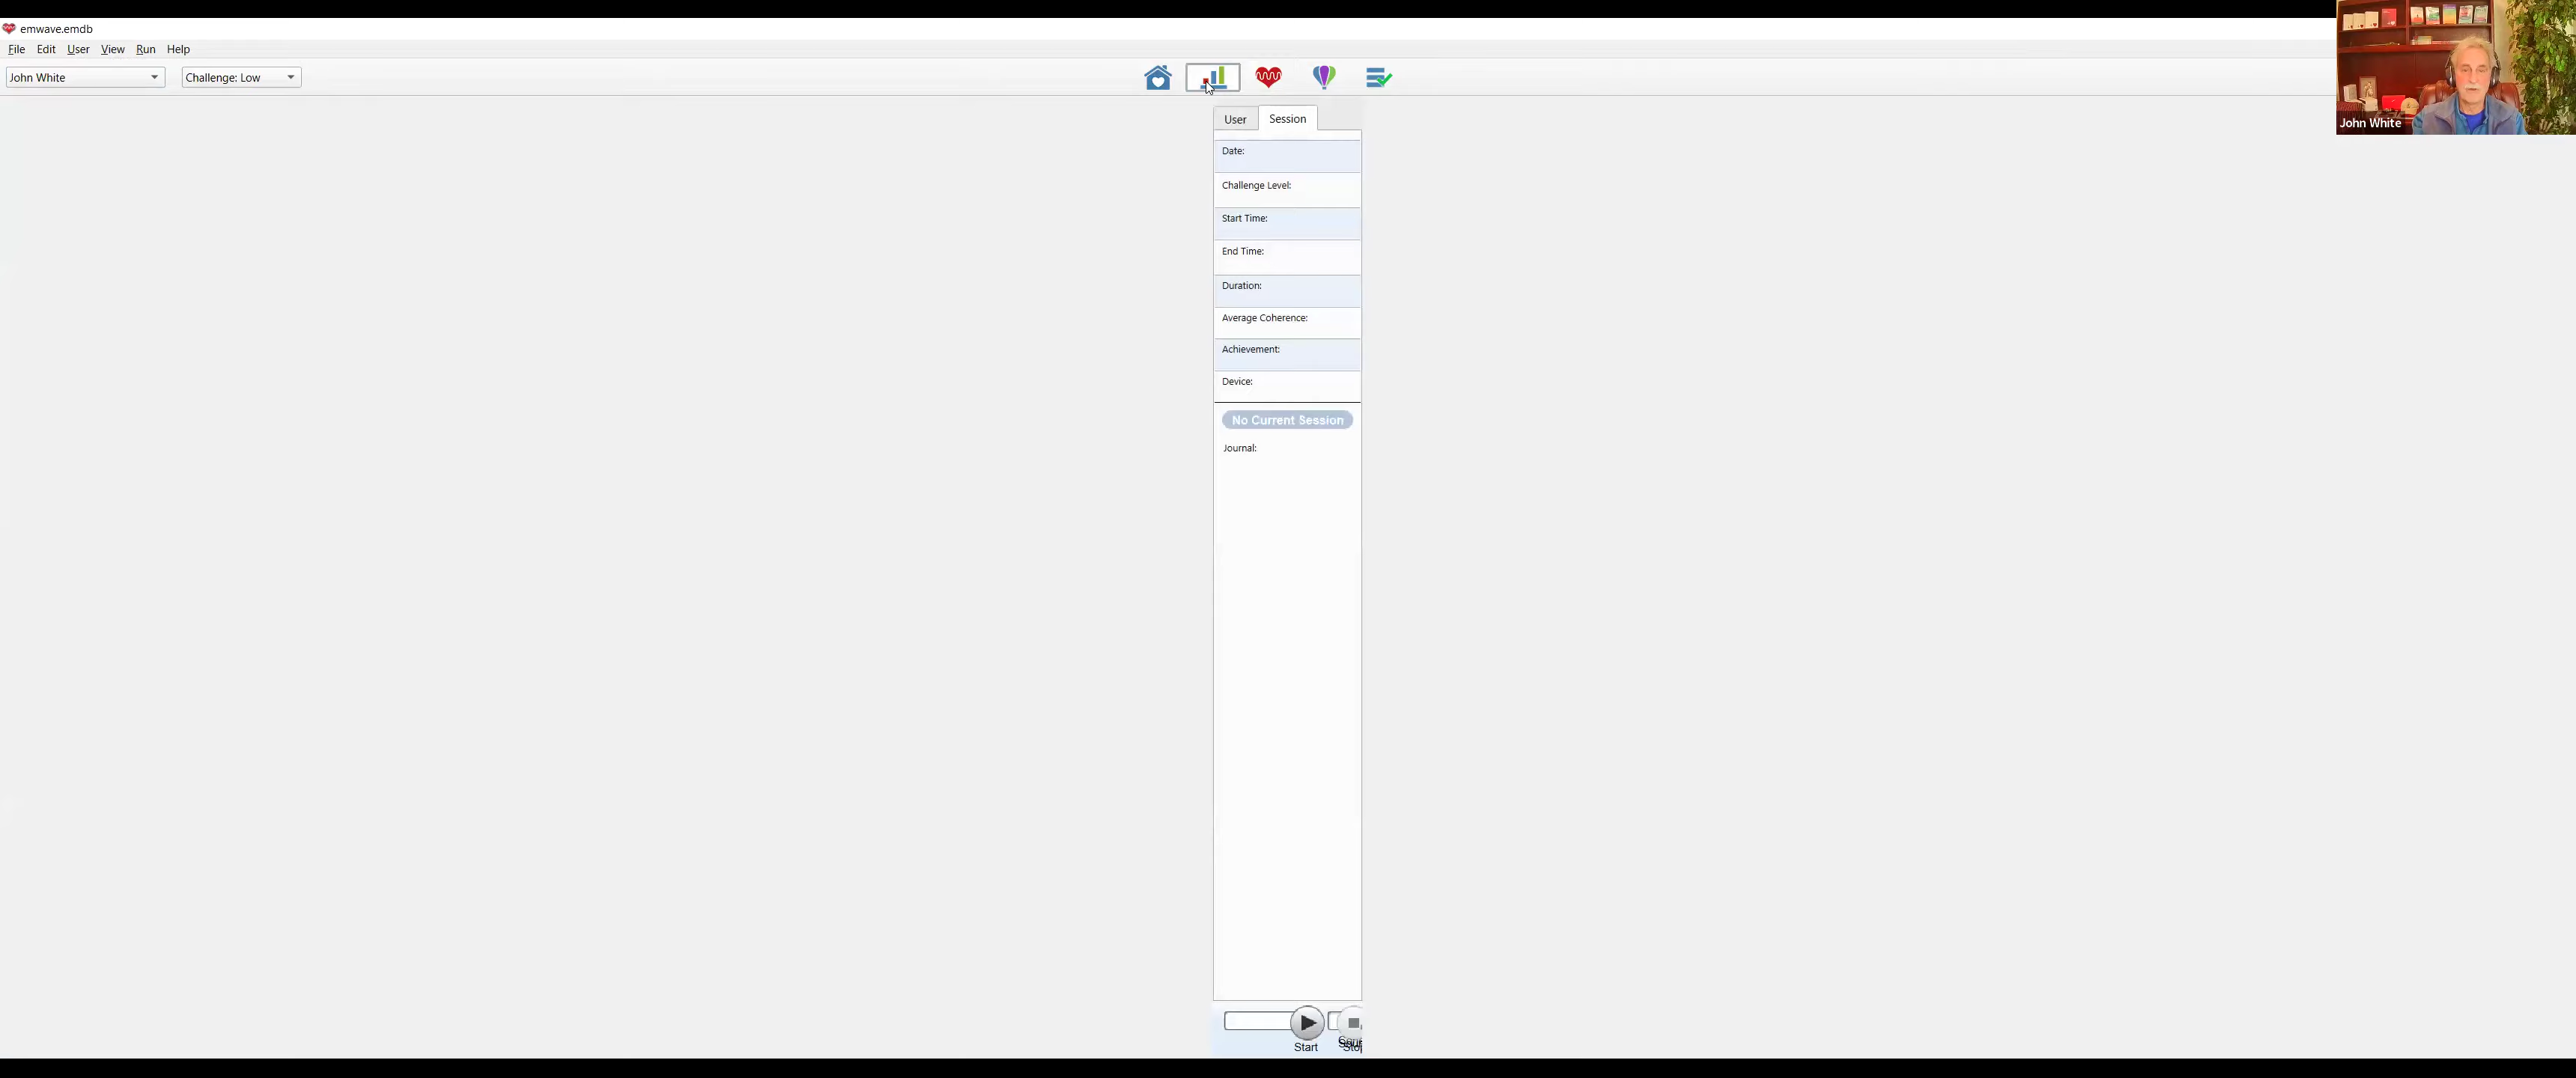 emwave.emdb
File Edit User View Run Help
John White Challenge: Low
John White
User Session
Date:
Challenge Level:
Start Time:
End Time:
Duration:
Average Coherence:
Achievement:
Device:
No Current Session
Journal:
Start